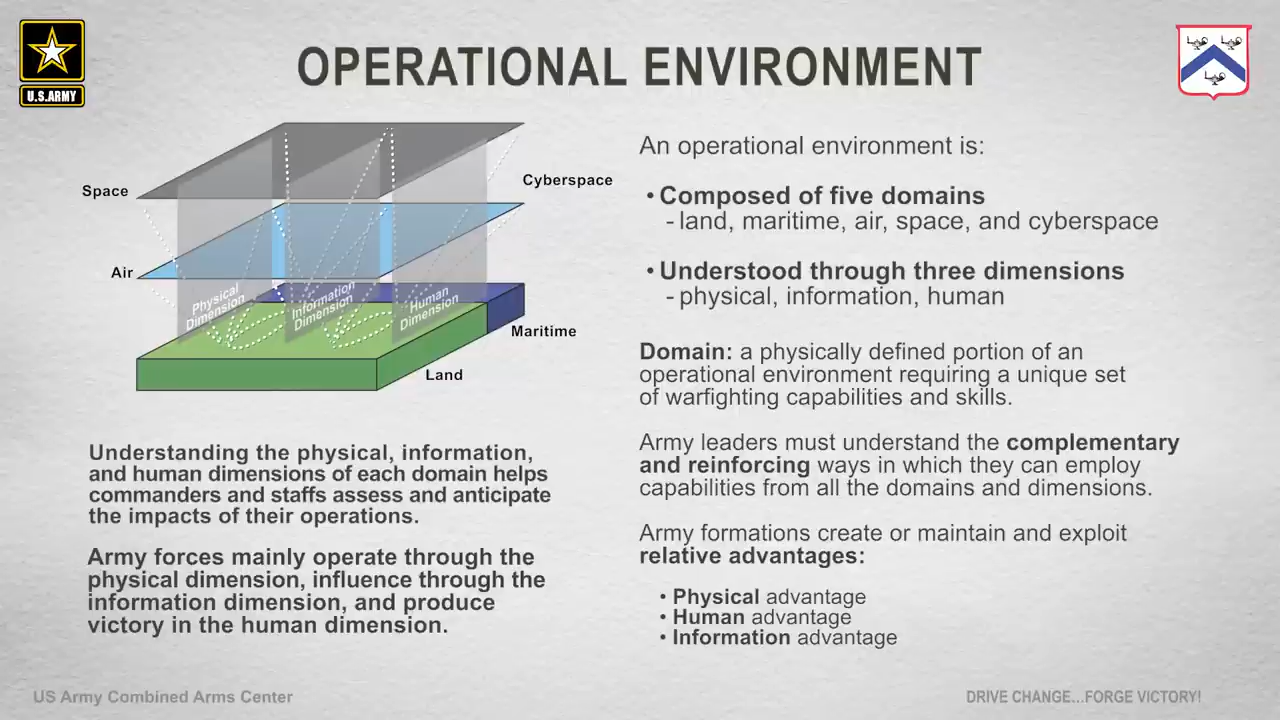 OPERATIONAL ENVIRONMENT
U.S.ARMY
Space
Cyberspace
Air
Physical
Dimension
Information
Dimension
Human
Dimension
Maritime
Land
Understanding the physical, information,
and human dimensions of each domain helps
commanders and staffs assess and anticipate
the impacts of their operations.
Army forces mainly operate through the
physical dimension, influence through the
information dimension, and produce
victory in the human dimension.
An operational environment is:
• Composed of five domains
- land, maritime, air, space, and cyberspace
• Understood through three dimensions
- physical, information, human
Domain: a physically defined portion of an
operational environment requiring a unique set
of warfighting capabilities and skills.
Army leaders must understand the complementary
and reinforcing ways in which they can employ
capabilities from all the domains and dimensions.
Army formations create or maintain and exploit
relative advantages:
• Physical advantage
• Human advantage
• Information advantage
US Army Combined Arms Center
DRIVE CHANGE...FORGE VICTORY!